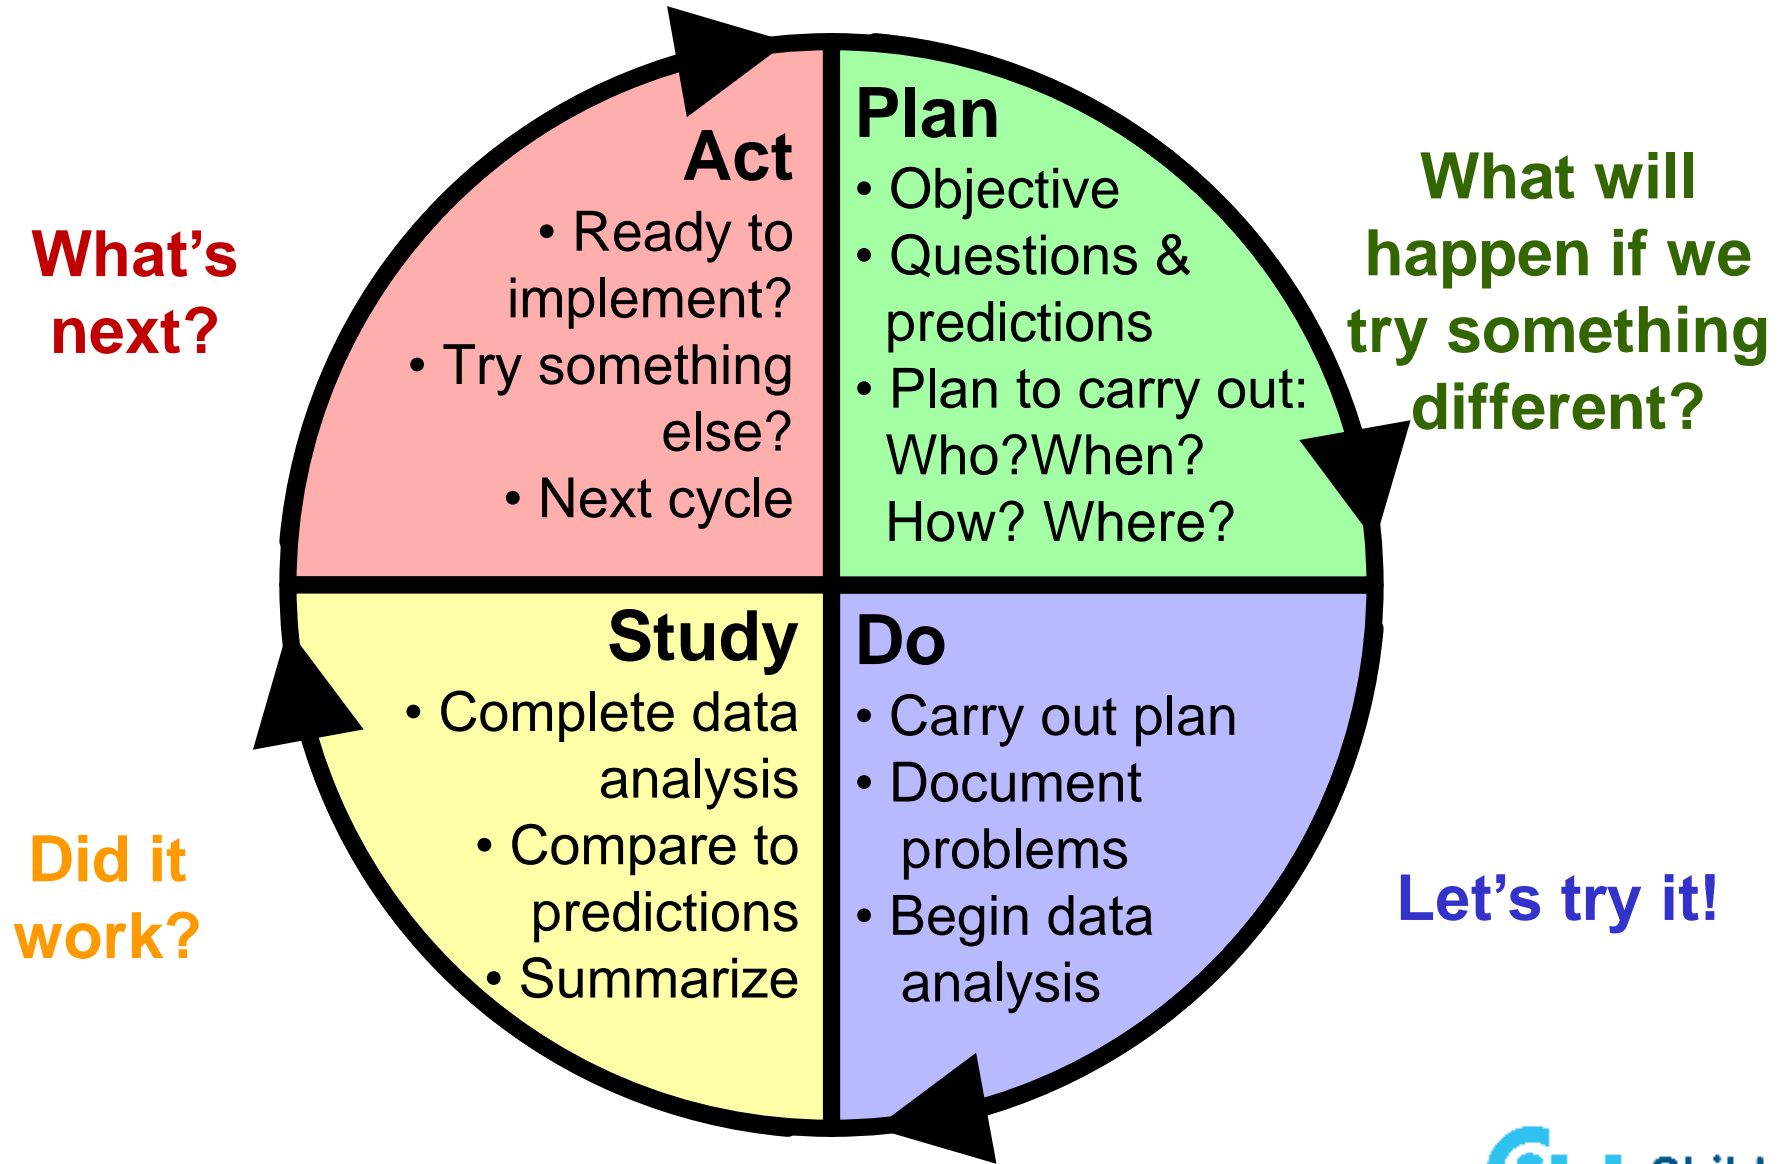 Plan
• Objective
• Questions &
predictions
• Plan to carry out:
Who?When?
How? Where?
What will
happen if we
try something
different?
Do
• Carry out plan
• Document
problems
• Begin data
analysis
Let's try it!
Study
• Complete data
analysis
• Compare to
predictions
• Summarize
Did it
work?
Act
• Ready to
implement?
• Try something
else?
• Next cycle
What's
next?